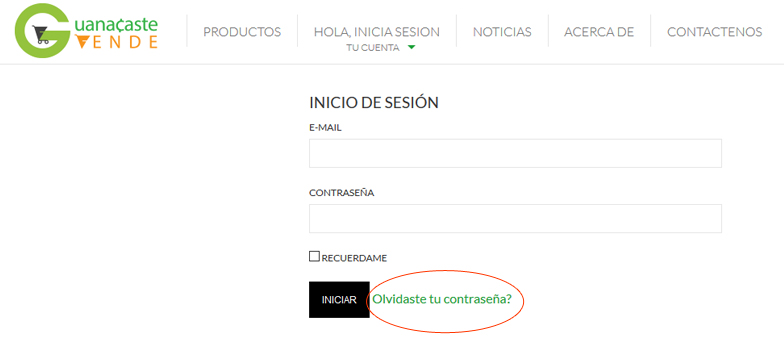 Guanacaste
VENDE
PRODUCTOS
HOLA, INICIA SESION
TU CUENTA
NOTICIAS
ACERCA DE
CONTACTENOS
INICIO DE SESIÓN
E-MAIL
CONTRASEÑA
RECUERDAME
INICIAR
Olvidaste tu contraseña?